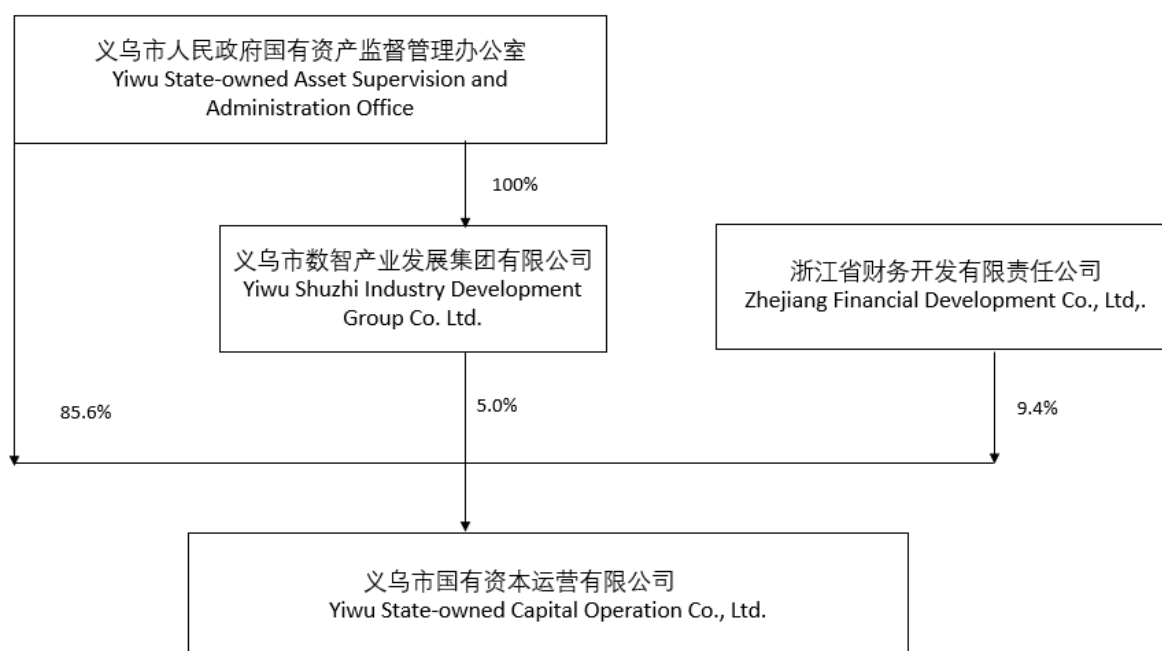 义乌市人民政府国有资产监督管理办公室
Yiwu State-owned Asset Supervision and
Administration Office
100%
义乌市数智产业发展集团有限公司
Yiwu Shuzhi Industry Development
Group Co. Ltd.
浙江省财务开发有限责任公司
Zhejiang Financial Development Co., Ltd,.
85.6%
5.0%
9.4%
义乌市国有资本运营有限公司
Yiwu State-owned Capital Operation Co., Ltd.